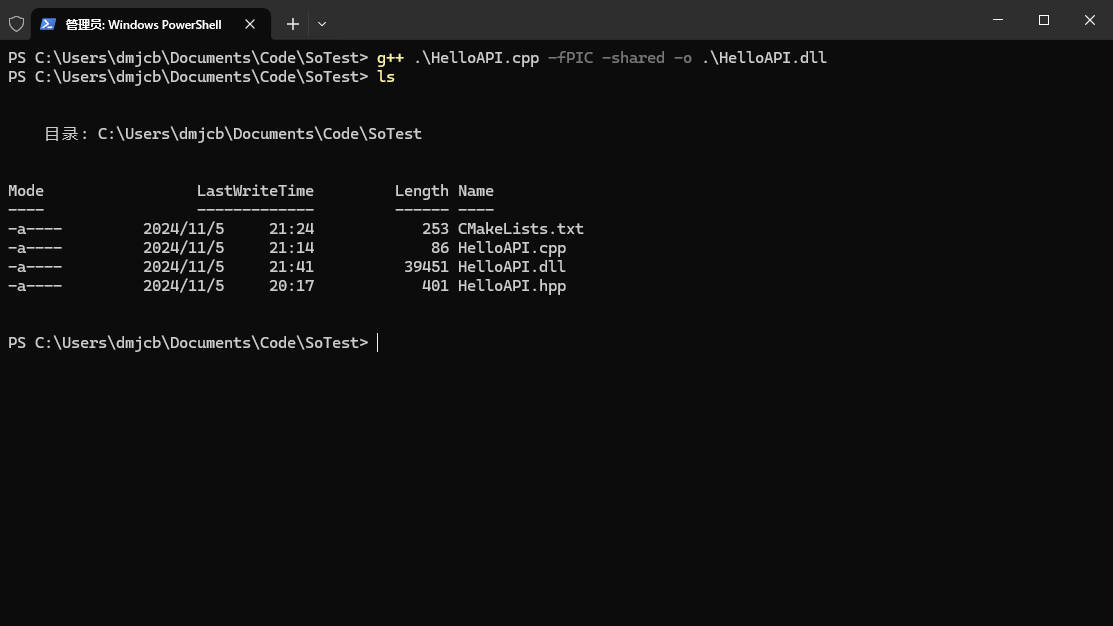 管理员: Windows PowerShell
PS C:\Users\dmjcb\Documents\Code\SoTest> g++ .\HelloAPI.cpp -fPIC -shared -o .\HelloAPI.dll
PS C:\Users\dmjcb\Documents\Code\SoTest> ls
目录: C:\Users\dmjcb\Documents\Code\SoTest
Mode                 LastWriteTime         Length Name
----                 -------------         ------ ----
-a----         2024/11/5     21:24            253 CMakeLists.txt
-a----         2024/11/5     21:14             86 HelloAPI.cpp
-a----         2024/11/5     21:41          39451 HelloAPI.dll
-a----         2024/11/5     20:17            401 HelloAPI.hpp
PS C:\Users\dmjcb\Documents\Code\SoTest>